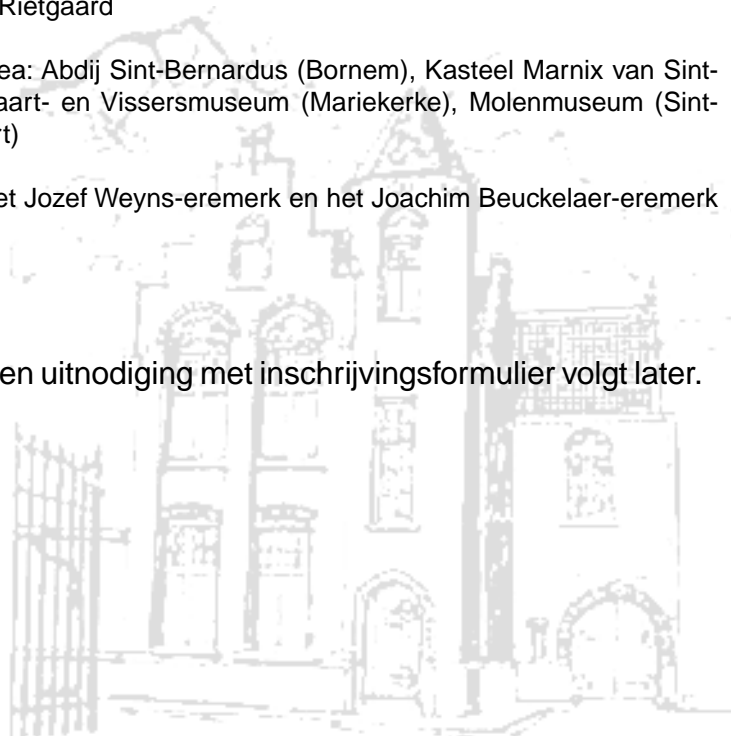 Rietgaard
ea: Abdij Sint-Bernardus (Bornem), Kasteel Marnix van Sint-
aart- en Vissersmuseum (Mariekerke), Molenmuseum (Sint-
t)
et Jozef Weyns-eremerk en het Joachim Beuckelaer-eremerk
en uitnodiging met inschrijvingsformulier volgt later.